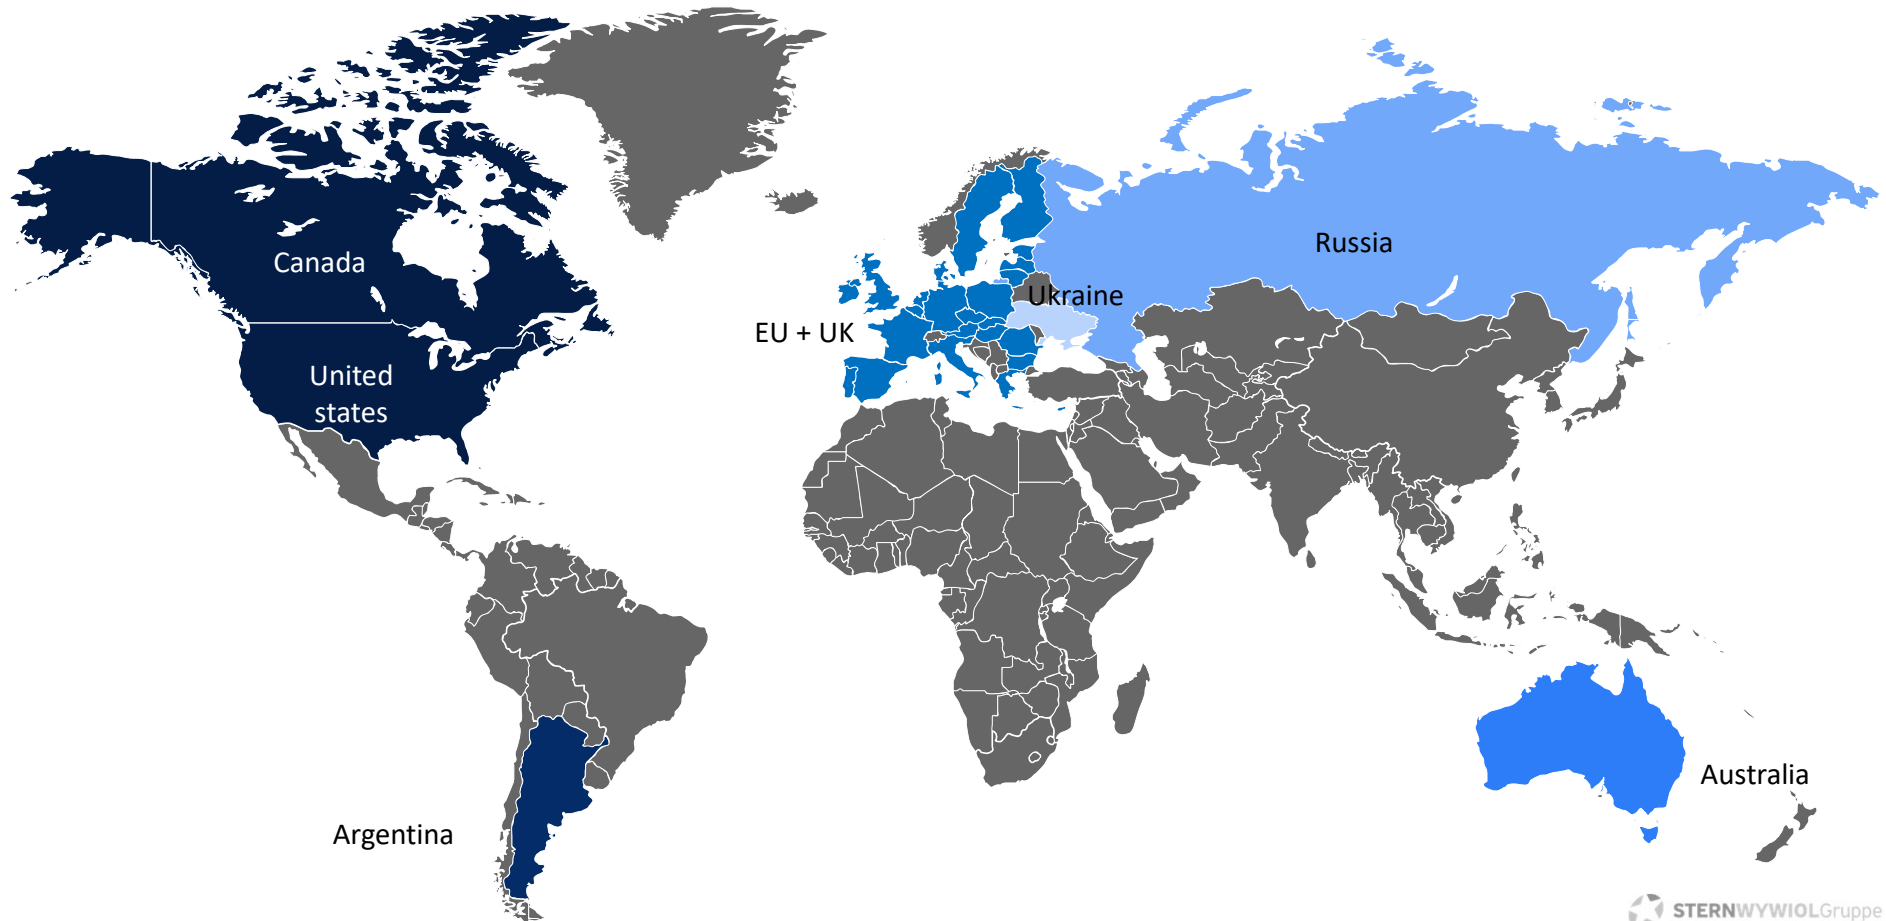 Canada
Russia
Ukraine
EU + UK
United
states
Australia
Argentina
STERNWYWIOLGruppe